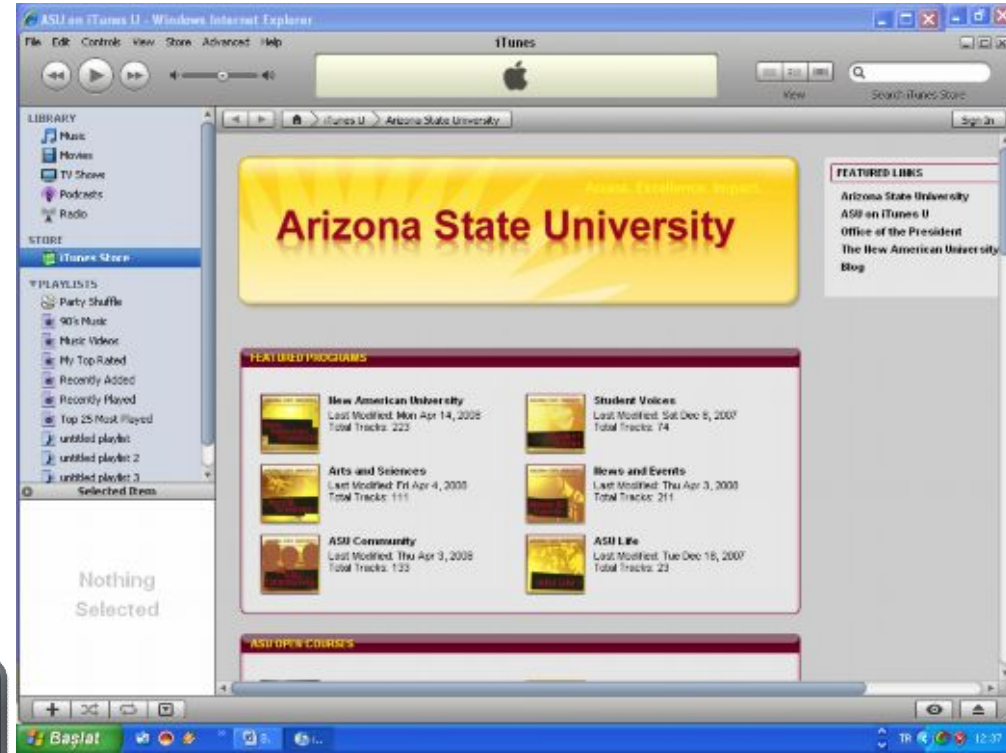 ASU on iTunes U - Windows Internet Explorer
File Edit Controls View Store Advanced Help
iTunes
View
Search iTunes Store
LIBRARY
Music
Movies
TV Shows
Podcasts
Radio
STORE
iTunes Store
PLAYLISTS
Party Shuffle
90's Music
Music Videos
My Top Rated
Recently Added
Recently Played
Top 25 Most Played
untitled playlist
untitled playlist 2
untitled playlist 3
Selected Item
Nothing
Selected
iTunes U Arizona State University
Sign In
Access. Excellence. Impact.
Arizona State University
FEATURED LINKS
Arizona State University
ASU on iTunes U
Office of the President
The New American University
Blog
FEATURED PROGRAMS
New American University
Last Modified: Mon Apr 14, 2008
Total Tracks: 223
Student Voices
Last Modified: Sat Dec 8, 2007
Total Tracks: 74
Arts and Sciences
Last Modified: Fri Apr 4, 2008
Total Tracks: 111
News and Events
Last Modified: Thu Apr 3, 2008
Total Tracks: 211
ASU Community
Last Modified: Thu Apr 3, 2008
Total Tracks: 133
ASU Life
Last Modified: Tue Dec 18, 2007
Total Tracks: 23
ASU OPEN COURSES
Başlat
TR
12:37